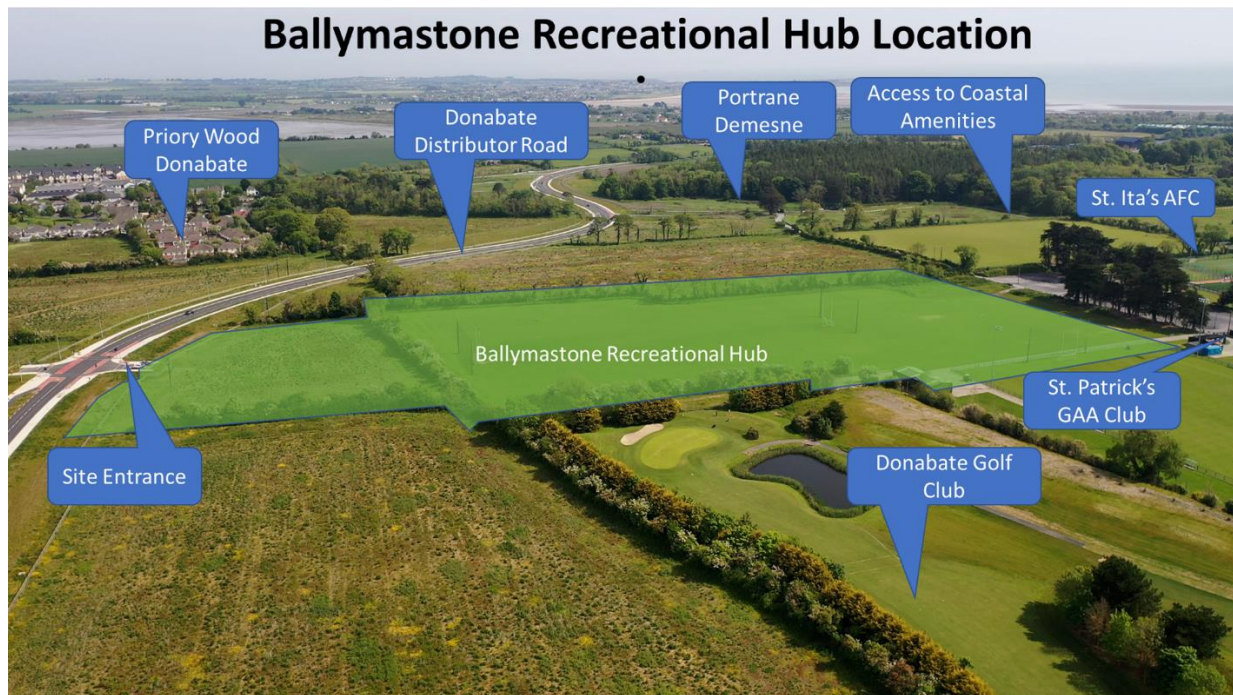 Ballymastone Recreational Hub Location
Priory Wood
Donabate
Donabate
Distributor Road
Portrane
Demesne
Access to Coastal
Amenities
St. Ita's AFC
Ballymastone Recreational Hub
Site Entrance
St. Patrick's
GAA Club
Donabate Golf
Club